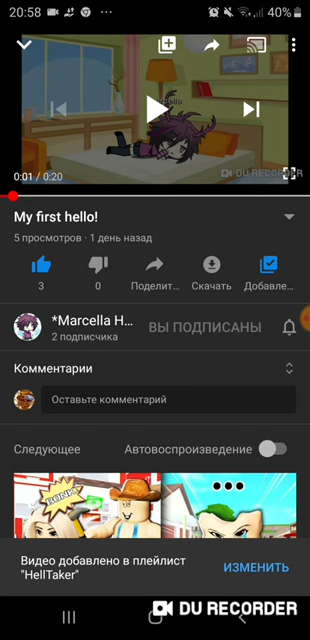 20:58
40%
DU RECORDER
0:01 / 0:20
My first hello!
5 просмотров · 1 день назад
3
0
Поделит...
Скачать
Добавле...
*Marcella H...
2 подписчика
ВЫ ПОДПИСАНЫ
Комментарии
Оставьте комментарий
Следующее
Автовоспроизведение
BONK!
Видео добавлено в плейлист
"HellTaker"
ИЗМЕНИТЬ
DU RECORDER